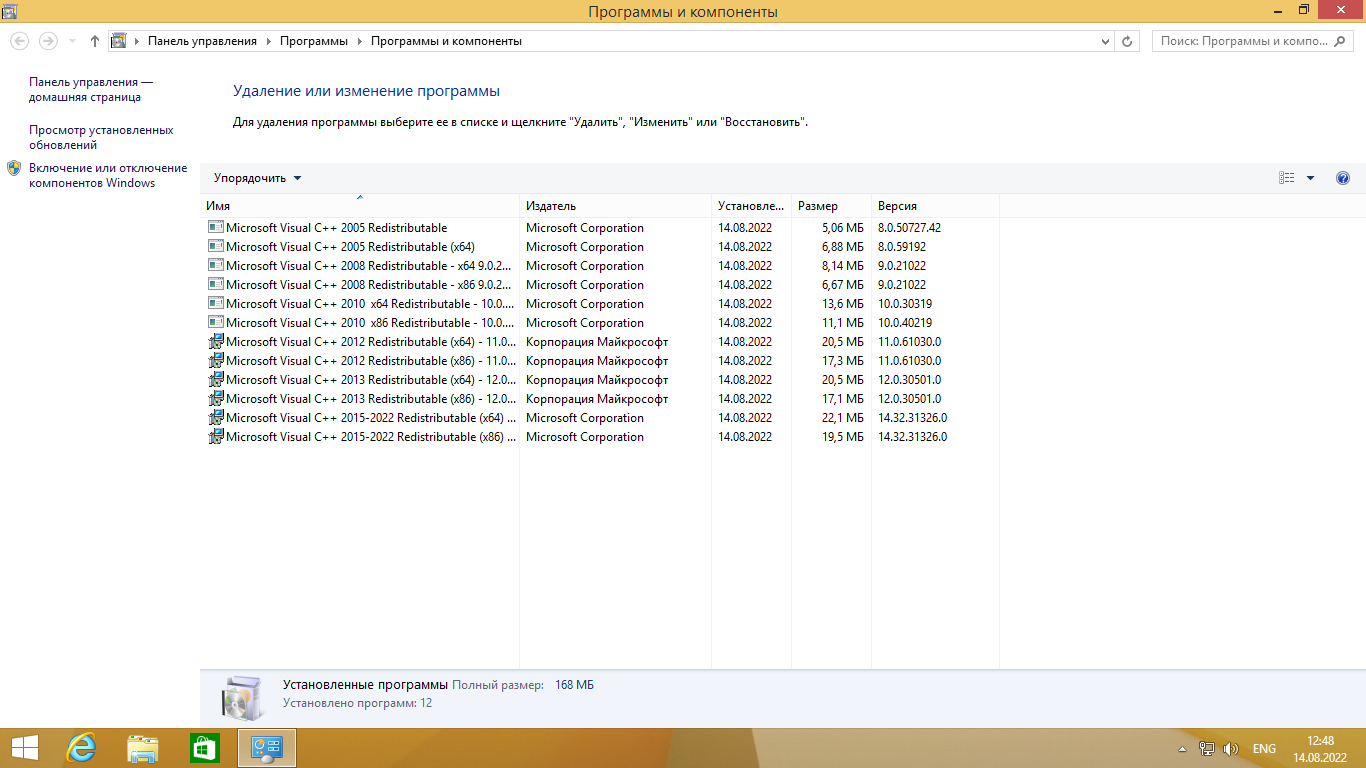 Программы и компоненты
Панель управления Программы Программы и компоненты
Поиск: Программы и компо...
Панель управления —
домашняя страница
Просмотр установленных
обновлений
Включение или отключение
компонентов Windows
Удаление или изменение программы
Для удаления программы выберите ее в списке и щелкните "Удалить", "Изменить" или "Восстановить".
Упорядочить
Имя Издатель Установле... Размер Версия
Microsoft Visual C++ 2005 Redistributable Microsoft Corporation 14.08.2022 5,06 МБ 8.0.50727.42
Microsoft Visual C++ 2005 Redistributable (x64) Microsoft Corporation 14.08.2022 6,88 МБ 8.0.59192
Microsoft Visual C++ 2008 Redistributable - x64 9.0.2... Microsoft Corporation 14.08.2022 8,14 МБ 9.0.21022
Microsoft Visual C++ 2008 Redistributable - x86 9.0.2... Microsoft Corporation 14.08.2022 6,67 МБ 9.0.21022
Microsoft Visual C++ 2010  x64 Redistributable - 10.0.... Microsoft Corporation 14.08.2022 13,6 МБ 10.0.30319
Microsoft Visual C++ 2010  x86 Redistributable - 10.0.... Microsoft Corporation 14.08.2022 11,1 МБ 10.0.40219
Microsoft Visual C++ 2012 Redistributable (x64) - 11.0... Корпорация Майкрософт 14.08.2022 20,5 МБ 11.0.61030.0
Microsoft Visual C++ 2012 Redistributable (x86) - 11.0... Корпорация Майкрософт 14.08.2022 17,3 МБ 11.0.61030.0
Microsoft Visual C++ 2013 Redistributable (x64) - 12.0... Корпорация Майкрософт 14.08.2022 20,5 МБ 12.0.30501.0
Microsoft Visual C++ 2013 Redistributable (x86) - 12.0... Корпорация Майкрософт 14.08.2022 17,1 МБ 12.0.30501.0
Microsoft Visual C++ 2015-2022 Redistributable (x64) ... Microsoft Corporation 14.08.2022 22,1 МБ 14.32.31326.0
Microsoft Visual C++ 2015-2022 Redistributable (x86) ... Microsoft Corporation 14.08.2022 19,5 МБ 14.32.31326.0
Установленные программы Полный размер: 168 МБ
Установлено программ: 12
ENG
12:48
14.08.2022